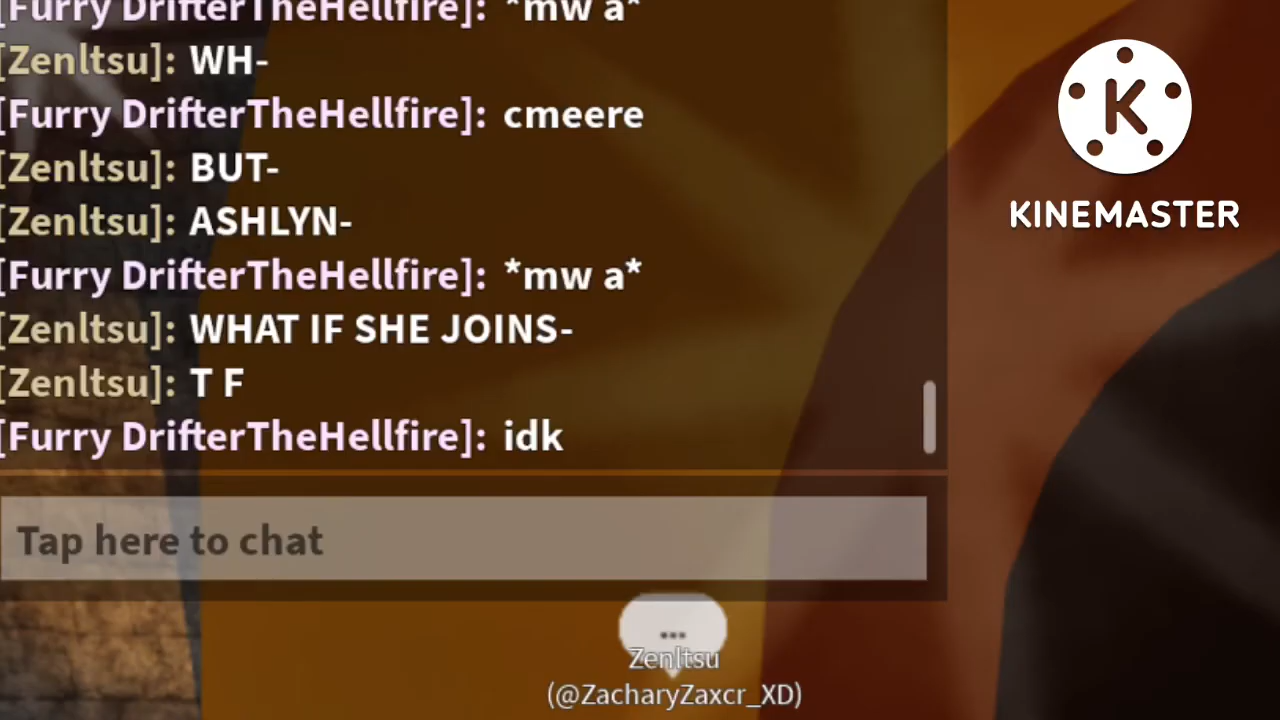 [Furry DrifterTheHellfire]: *mw a*
[Zenltsu]: WH-
[Furry DrifterTheHellfire]: cmeere
[Zenltsu]: BUT-
[Zenltsu]: ASHLYN-
[Furry DrifterTheHellfire]: *mw a*
[Zenltsu]: WHAT IF SHE JOINS-
[Zenltsu]: T F
[Furry DrifterTheHellfire]: idk
Tap here to chat
...
Zenltsu
(@ZacharyZaxcr_XD)
K
KINEMASTER